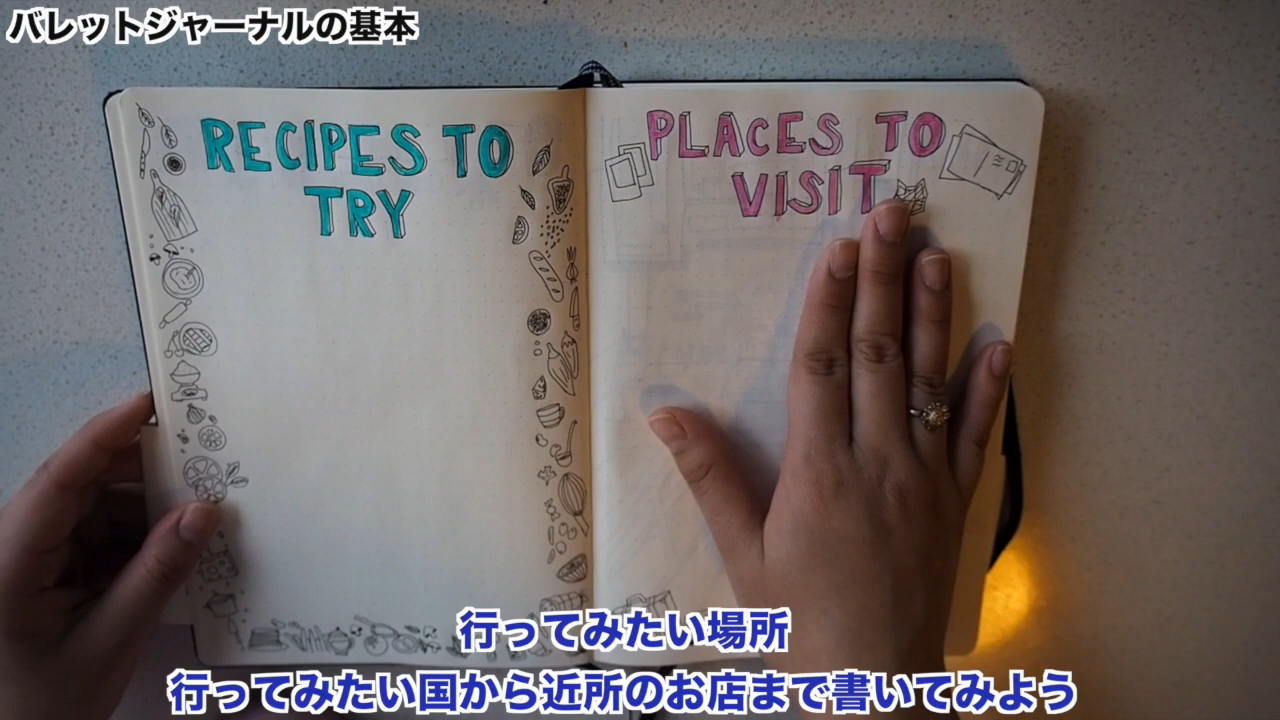 バレットジャーナルの基本
RECIPES TO
TRY
PLACES TO
VISIT
行ってみたい場所
行ってみたい国から近所のお店まで書いてみよう